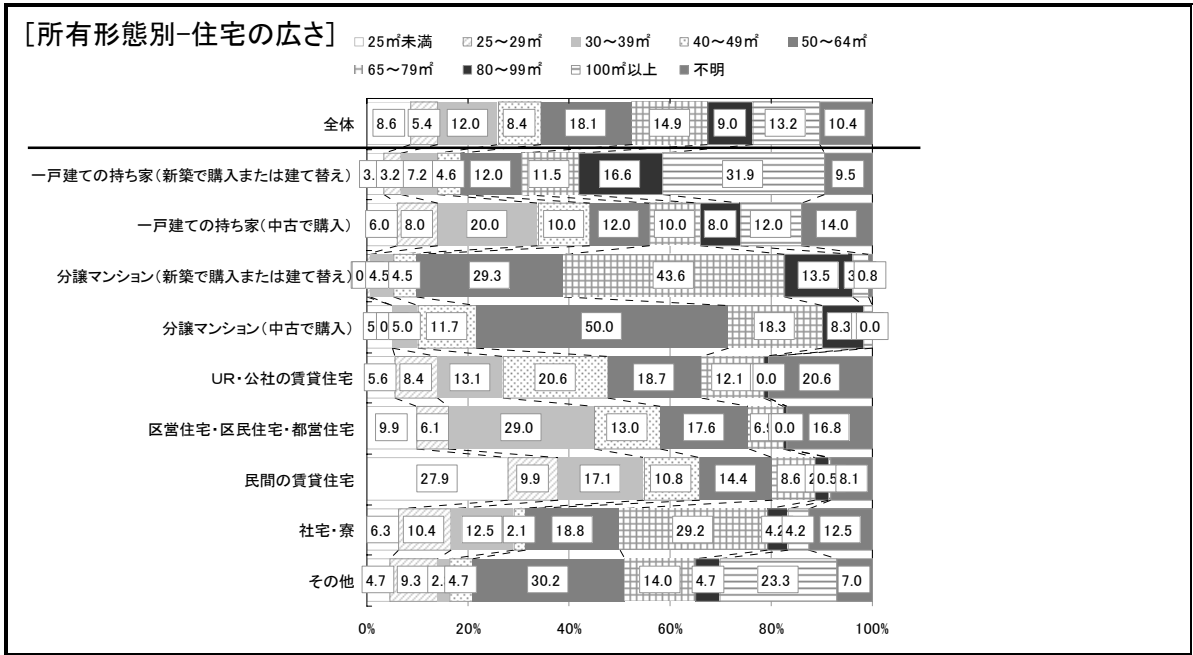 [所有形態別-住宅の広さ]
25㎡未満 25～29㎡ 30～39㎡ 40～49㎡ 50～64㎡
65～79㎡ 80～99㎡ 100㎡以上 不明
全体 8.6 5.4 12.0 8.4 18.1 14.9 9.0 13.2 10.4
一戸建ての持ち家(新築で購入または建て替え) 3. 3.2 7.2 4.6 12.0 11.5 16.6 31.9 9.5
一戸建ての持ち家(中古で購入) 6.0 8.0 20.0 10.0 12.0 10.0 8.0 12.0 14.0
分譲マンション(新築で購入または建て替え) 0 4.5 4.5 29.3 43.6 13.5 3 0.8
分譲マンション(中古で購入) 5 0 5.0 11.7 50.0 18.3 8.3 0.0
UR・公社の賃貸住宅 5.6 8.4 13.1 20.6 18.7 12.1 0.0 20.6
区営住宅・区民住宅・都営住宅 9.9 6.1 29.0 13.0 17.6 6.9 0.0 16.8
民間の賃貸住宅 27.9 9.9 17.1 10.8 14.4 8.6 2 0.5 8.1
社宅・寮 6.3 10.4 12.5 2.1 18.8 29.2 4.2 4.2 12.5
その他 4.7 9.3 2. 4.7 30.2 14.0 4.7 23.3 7.0
0% 20% 40% 60% 80% 100%